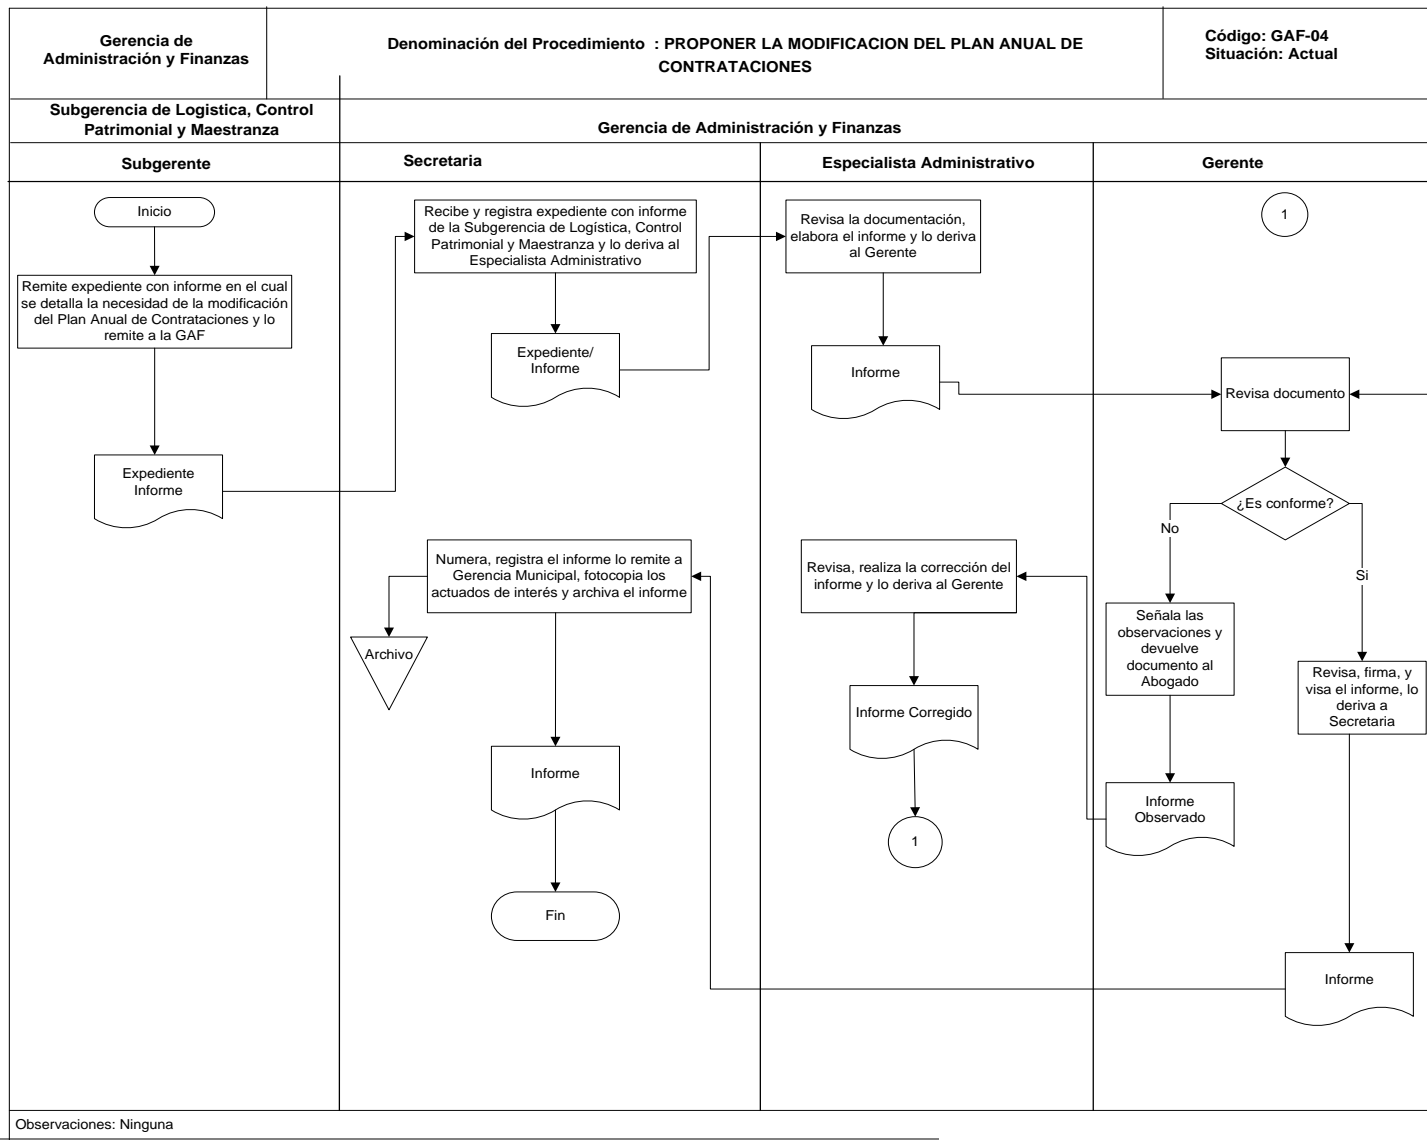 Gerencia de
Administración y Finanzas
Denominación del Procedimiento : PROPONER LA MODIFICACION DEL PLAN ANUAL DE
CONTRATACIONES
Código: GAF-04
Situación: Actual
Subgerencia de Logistica, Control
Patrimonial y Maestranza
Gerencia de Administración y Finanzas
Subgerente
Secretaria
Especialista Administrativo
Gerente
Inicio
Remite expediente con informe en el cual
se detalla la necesidad de la modificación
del Plan Anual de Contrataciones y lo
remite a la GAF
Expediente
Informe
Recibe y registra expediente con informe
de la Subgerencia de Logística, Control
Patrimonial y Maestranza y lo deriva al
Especialista Administrativo
Expediente/
Informe
Revisa la documentación,
elabora el informe y lo deriva
al Gerente
Informe
1
Revisa documento
¿Es conforme?
No
Si
Señala las
observaciones y
devuelve
documento al
Abogado
Informe
Observado
Revisa, firma, y
visa el informe, lo
deriva a
Secretaria
Informe
Revisa, realiza la corrección del
informe y lo deriva al Gerente
Informe Corregido
1
Numera, registra el informe lo remite a
Gerencia Municipal, fotocopia los
actuados de interés y archiva el informe
Archivo
Informe
Fin
Observaciones: Ninguna